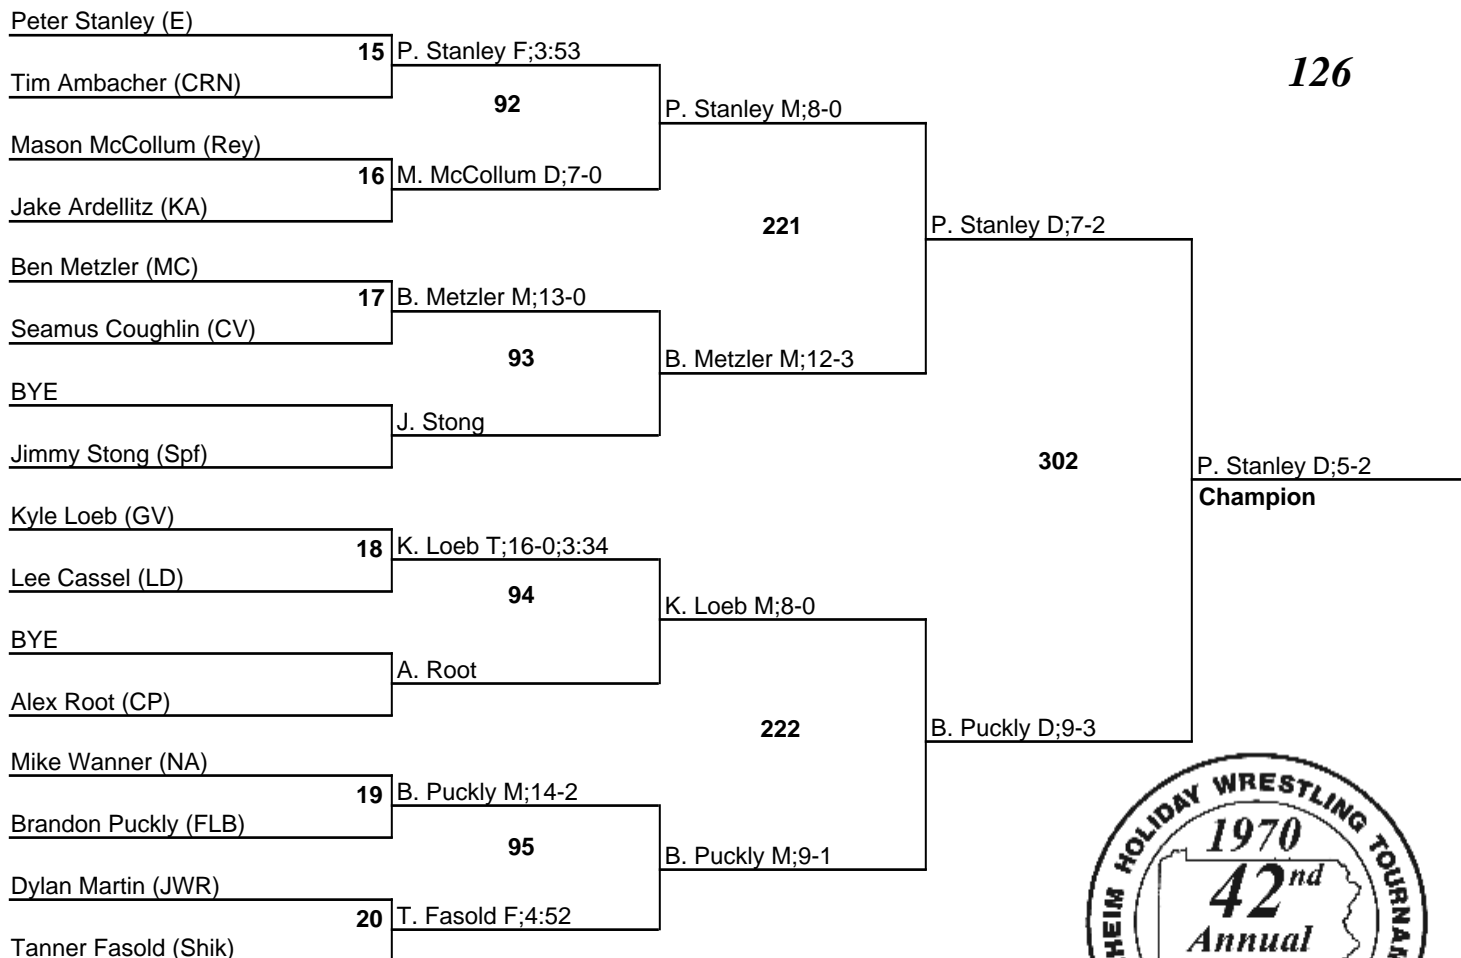 Peter Stanley (E)
15 P. Stanley F;3:53
126
Tim Ambacher (CRN)
92
P. Stanley M;8-0
Mason McCollum (Rey)
16 M. McCollum D;7-0
Jake Ardellitz (KA)
221
P. Stanley D;7-2
Ben Metzler (MC)
17 B. Metzler M;13-0
Seamus Coughlin (CV)
93
B. Metzler M;12-3
BYE
J. Stong
Jimmy Stong (Spf)
302
P. Stanley D;5-2
Champion
Kyle Loeb (GV)
18 K. Loeb T;16-0;3:34
Lee Cassel (LD)
94
K. Loeb M;8-0
BYE
A. Root
Alex Root (CP)
222
B. Puckly D;9-3
Mike Wanner (NA)
19 B. Puckly M;14-2
Brandon Puckly (FLB)
95
B. Puckly M;9-1
Dylan Martin (JWR)
20 T. Fasold F;4:52
Tanner Fasold (Shik)
HEIM HOLIDAY WRESTLING TOURNAM
1970
42nd
Annual